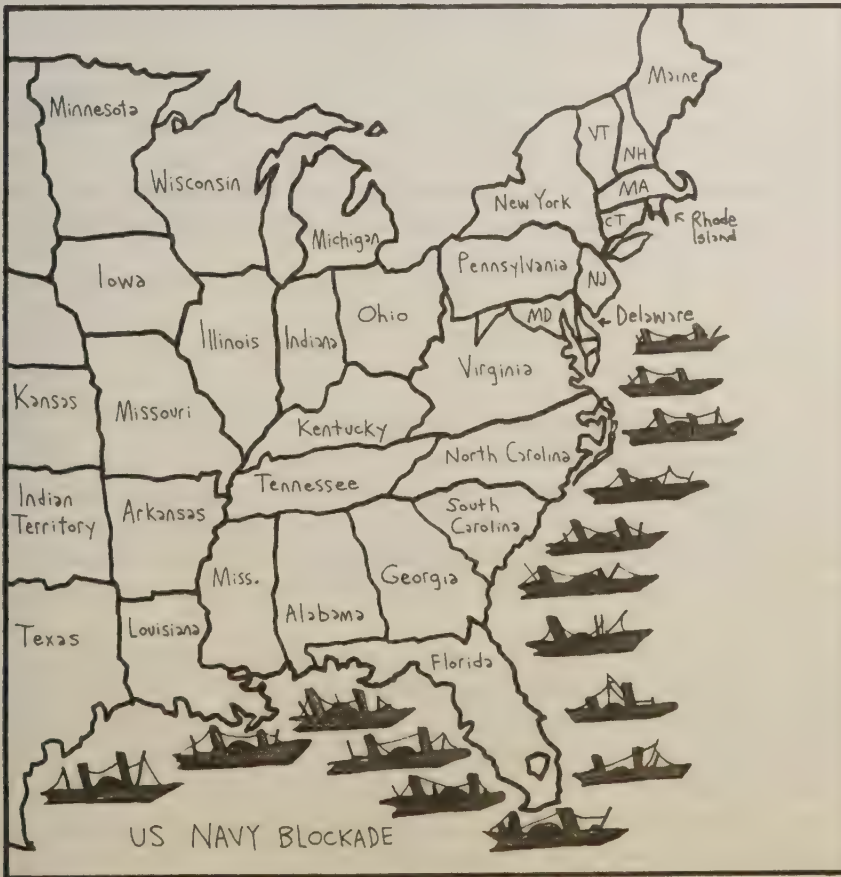 Maine
Minnesota
VT
NH
Wisconsin
MA
New York
CT
Rhode
Island
Michigan
Pennsylvania
Iowa
NJ
Ohio
MD
Delaware
Illinois
Indiana
Virginia
Kansas
Missouri
Kentucky
North Carolina
Tennessee
Indian
Territory
Arkansas
South
Carolina
Miss.
Georgia
Alabama
Texas
Louisiana
Florida
US NAVY BLOCKADE